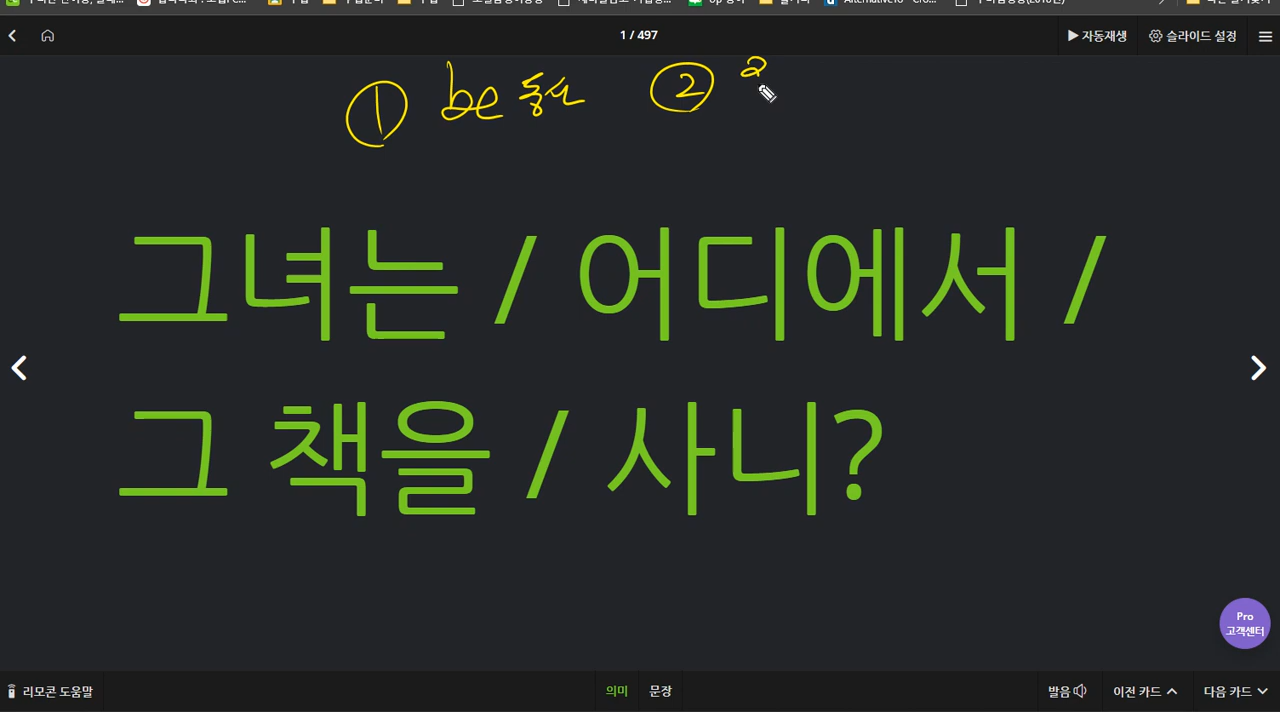 1 / 497
자동재생
슬라이드 설정
① be 동사 ② 2
그녀는 / 어디에서 /
그 책을 / 사니?
Pro
고객센터
리모콘 도움말
의미
문장
발음
이전 카드
다음 카드